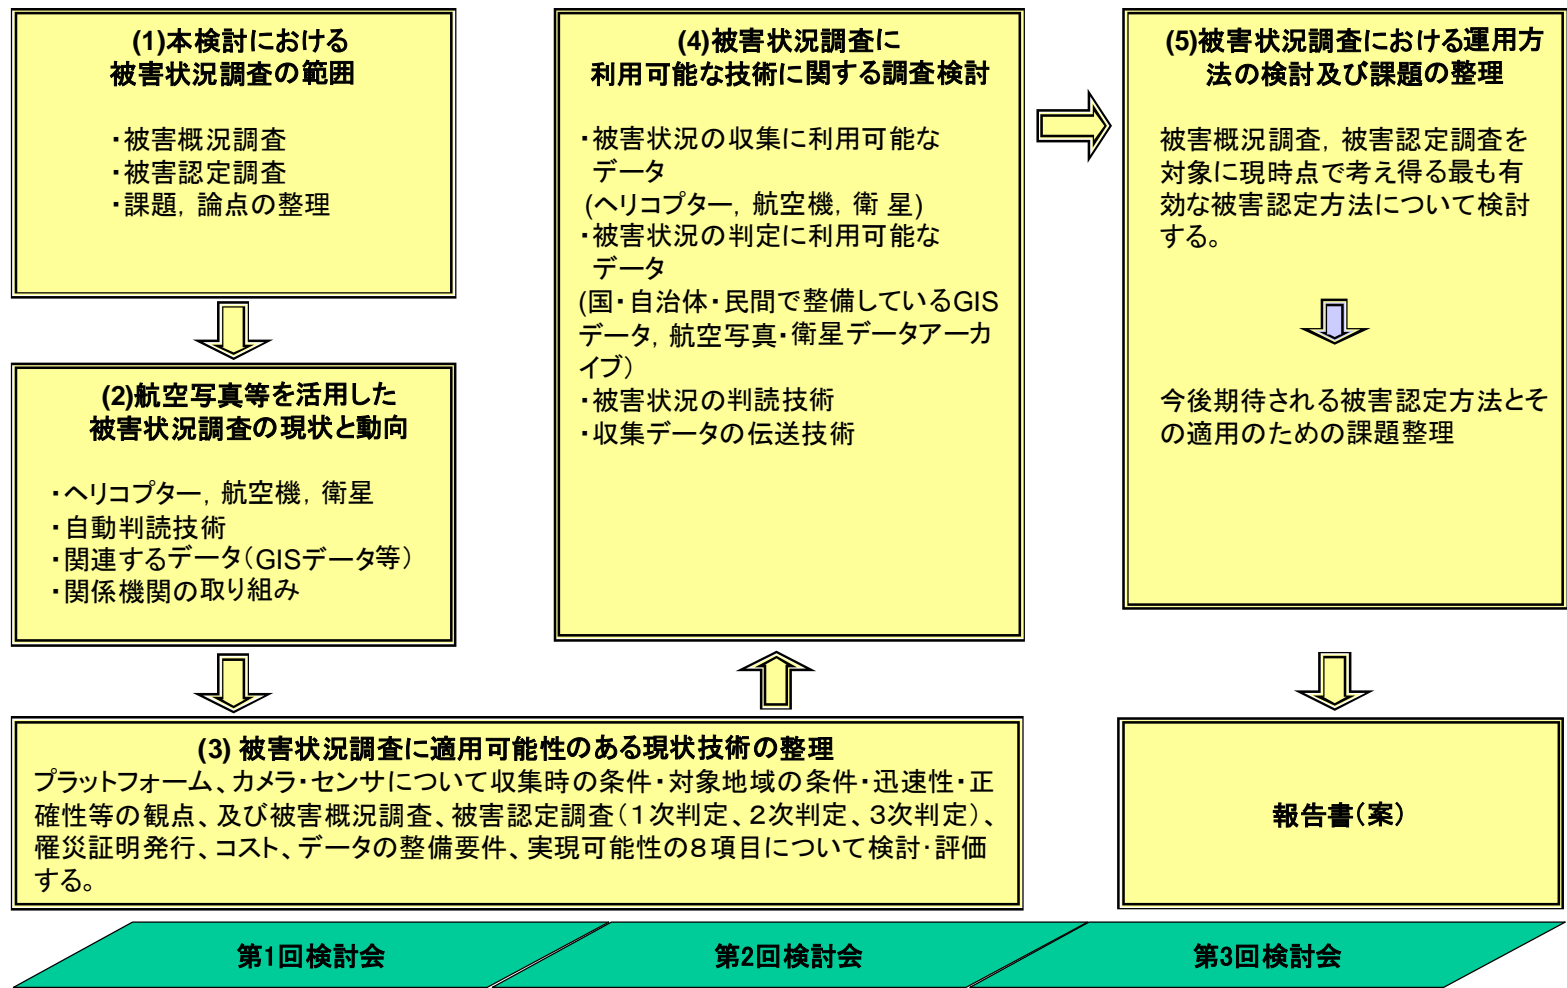 (1)本検討における
被害状況調査の範囲
・被害概況調査
・被害認定調査
・課題，論点の整理
(2)航空写真等を活用した
被害状況調査の現状と動向
・ヘリコプター，航空機，衛星
・自動判読技術
・関連するデータ（GISデータ等）
・関係機関の取り組み
(3) 被害状況調査に適用可能性のある現状技術の整理
プラットフォーム、カメラ・センサについて収集時の条件・対象地域の条件・迅速性・正
確性等の観点、及び被害概況調査、被害認定調査（１次判定、２次判定、３次判定）、
罹災証明発行、コスト、データの整備要件、実現可能性の８項目について検討・評価
する。
(4)被害状況調査に
利用可能な技術に関する調査検討
・被害状況の収集に利用可能な
データ
(ヘリコプター，航空機，衛 星)
・被害状況の判定に利用可能な
データ
(国・自治体・民間で整備しているGIS
データ，航空写真・衛星データアーカ
イブ）
・被害状況の判読技術
・収集データの伝送技術
(5)被害状況調査における運用方
法の検討及び課題の整理
被害概況調査，被害認定調査を
対象に現時点で考え得る最も有
効な被害認定方法について検討
する。
今後期待される被害認定方法とそ
の適用のための課題整理
報告書（案）
第1回検討会
第2回検討会
第3回検討会